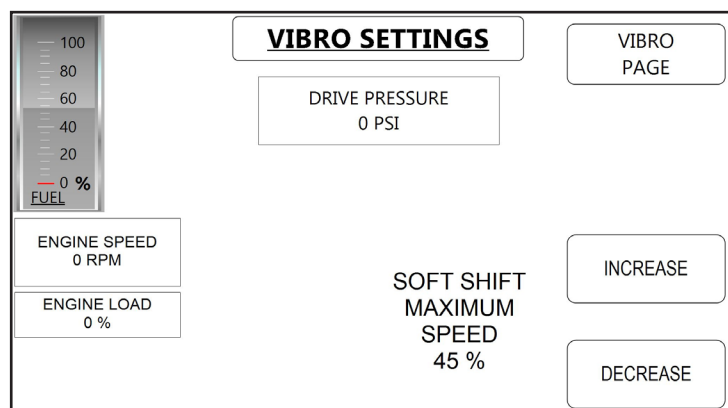 VIBRO SETTINGS
VIBRO
PAGE
100
80
60
40
20
0 %
FUEL
DRIVE PRESSURE
0 PSI
ENGINE SPEED
0 RPM
ENGINE LOAD
0 %
SOFT SHIFT
MAXIMUM
SPEED
45 %
INCREASE
DECREASE